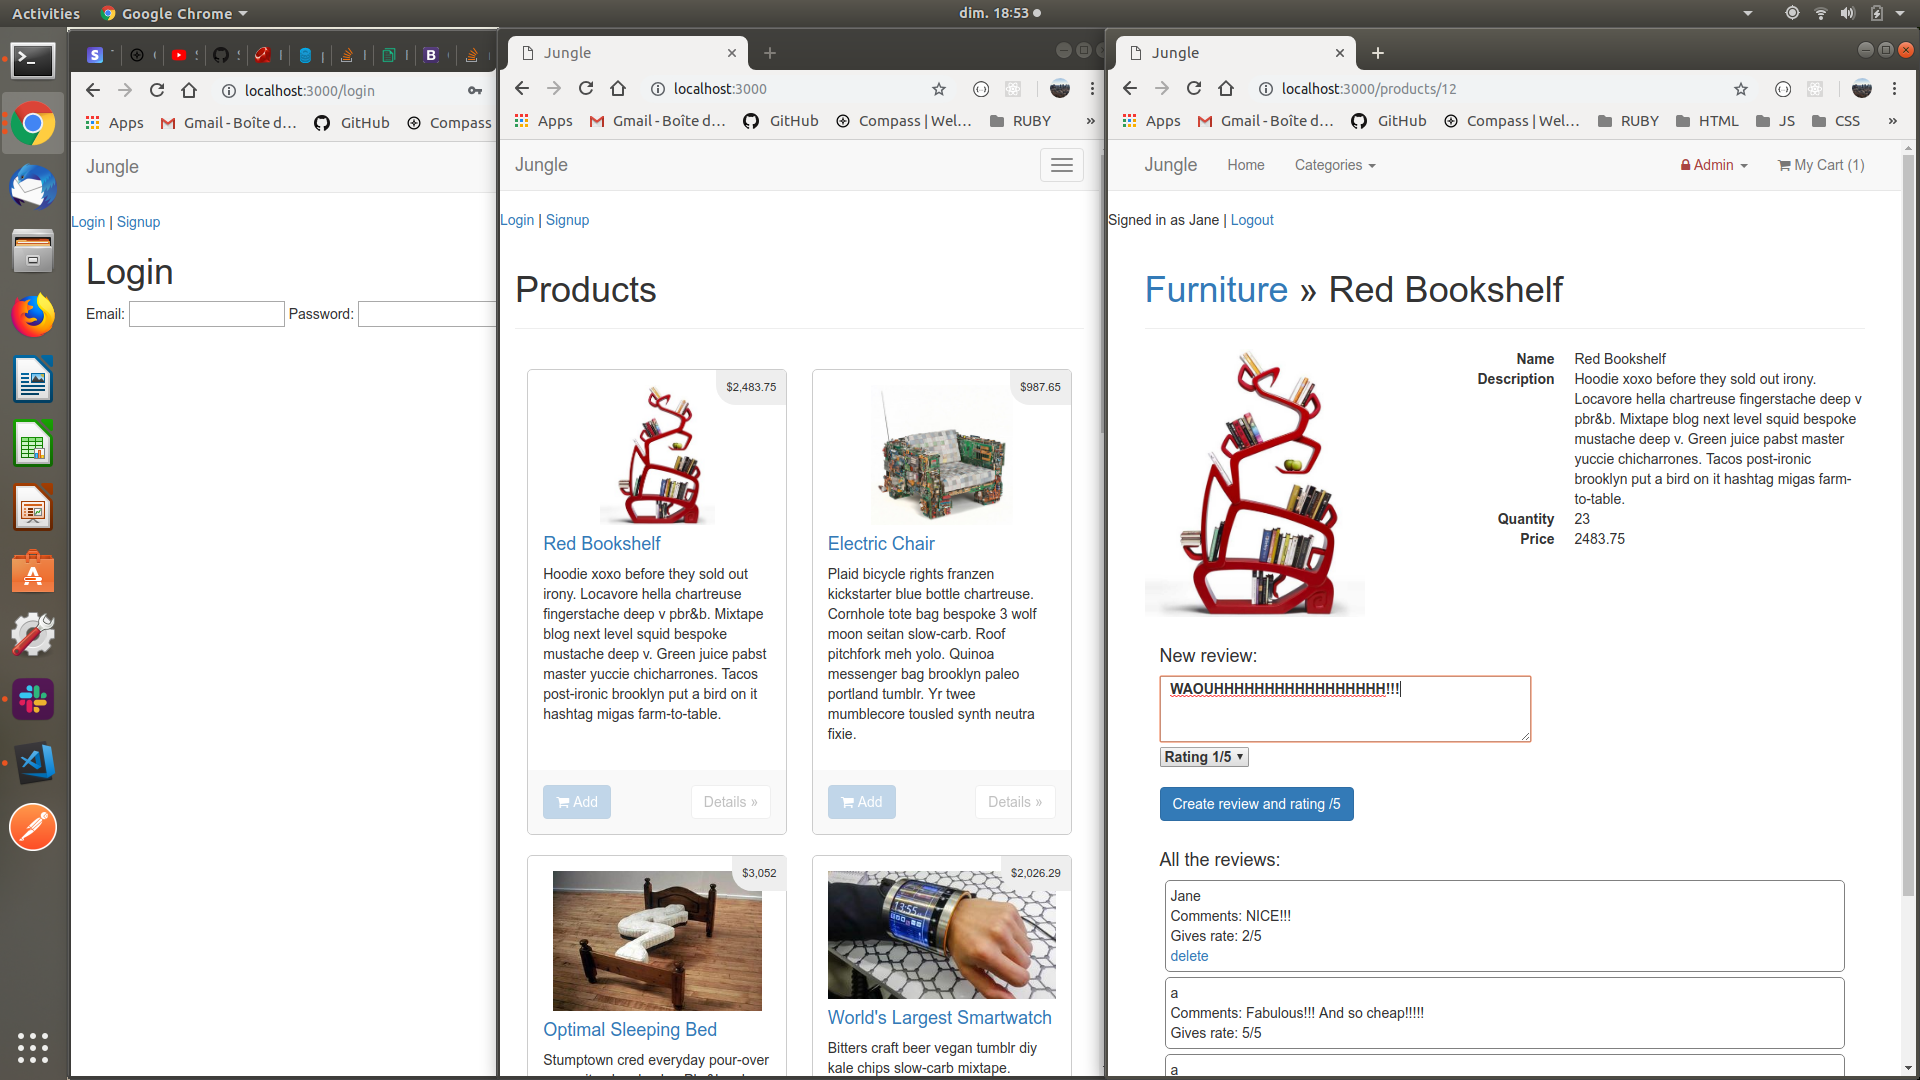 Activities
Google Chrome
dim. 18:53
localhost:3000/login
Apps
Gmail - Boîte d...
GitHub
Compass
Jungle
Login | Signup
Login
Email:
Password:
Jungle
localhost:3000
Apps
Gmail - Boîte d...
GitHub
Compass | Wel...
RUBY
»
Jungle
Login | Signup
Products
$2,483.75
Red Bookshelf
Hoodie xoxo before they sold out
irony. Locavore hella chartreuse
fingerstache deep v pbr&b. Mixtape
blog next level squid bespoke
mustache deep v. Green juice pabst
master yuccie chicharrones. Tacos
post-ironic brooklyn put a bird on it
hashtag migas farm-to-table.
Add
Details »
$987.65
Electric Chair
Plaid bicycle rights franzen
kickstarter blue bottle chartreuse.
Cornhole tote bag bespoke 3 wolf
moon seitan slow-carb. Roof
pitchfork meh yolo. Quinoa
messenger bag brooklyn paleo
portland tumblr. Yr twee
mumblecore tousled synth neutra
fixie.
Add
Details »
$3,052
Optimal Sleeping Bed
Stumptown cred everyday pour-over
$2,026.29
13:55
World's Largest Smartwatch
Bitters craft beer vegan tumblr diy
kale chips slow-carb mixtape.
Jungle
localhost:3000/products/12
Apps
Gmail - Boîte d...
GitHub
Compass | Wel...
RUBY
HTML
JS
CSS
»
Jungle
Home
Categories
Admin
My Cart (1)
Signed in as Jane | Logout
Furniture » Red Bookshelf
Name Red Bookshelf
Description Hoodie xoxo before they sold out irony.
Locavore hella chartreuse fingerstache deep v
pbr&b. Mixtape blog next level squid bespoke
mustache deep v. Green juice pabst master
yuccie chicharrones. Tacos post-ironic
brooklyn put a bird on it hashtag migas farm-
to-table.
Quantity 23
Price 2483.75
New review:
WAOUHHHHHHHHHHHHHHHHH!!!
Rating 1/5
Create review and rating /5
All the reviews:
Jane
Comments: NICE!!!
Gives rate: 2/5
delete
a
Comments: Fabulous!!! And so cheap!!!!!
Gives rate: 5/5
a